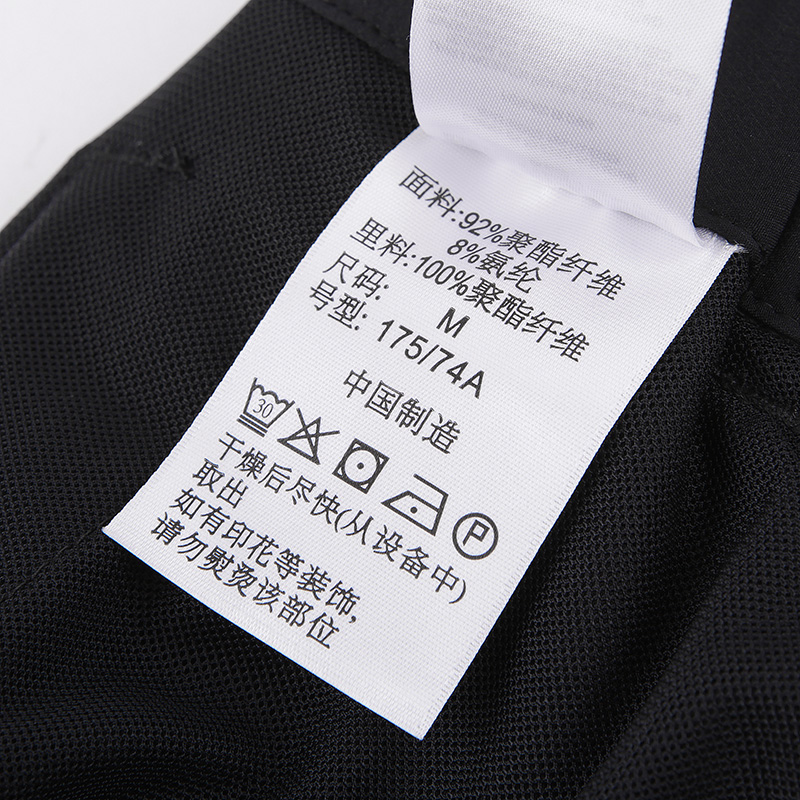 面料:92%聚酯纤维
8%氨纶
里料:100%聚酯纤维
尺码: M
号型: 175/74A
中国制造
30
P
干燥后尽快(从设备中)
取出
如有印花等装饰,
请勿熨烫该部位